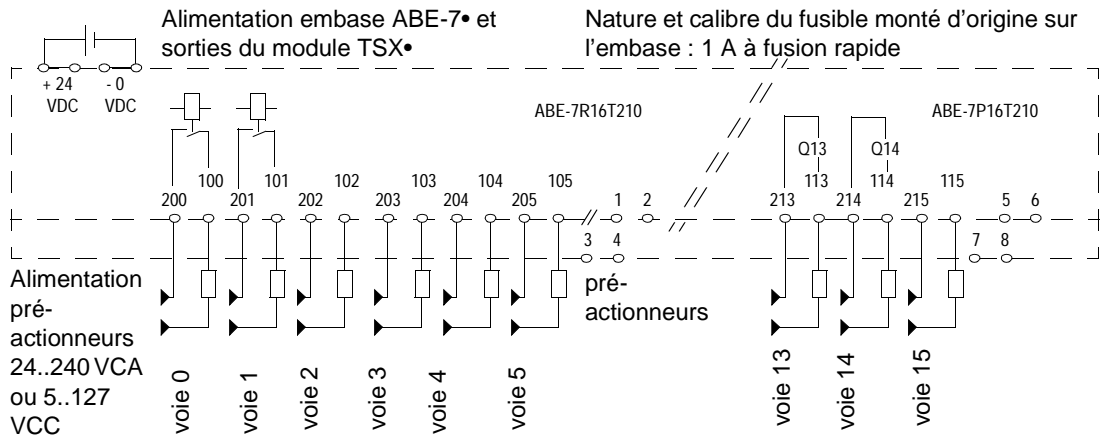 Alimentation embase ABE-7• et
sorties du module TSX•
Nature et calibre du fusible monté d'origine sur
l'embase : 1 A à fusion rapide
+ 24
VDC
- 0
VDC
ABE-7R16T210
ABE-7P16T210
Q13
Q14
200 100 201 101 202 102 203 103 204 104 205 105 1 2 213 113 214 114 215 115 5 6
3 4 7 8
Alimentation
pré-
actionneurs
24..240 VCA
ou 5..127
VCC
pré-
actionneurs
voie 0
voie 1
voie 2
voie 3
voie 4
voie 5
voie 13
voie 14
voie 15